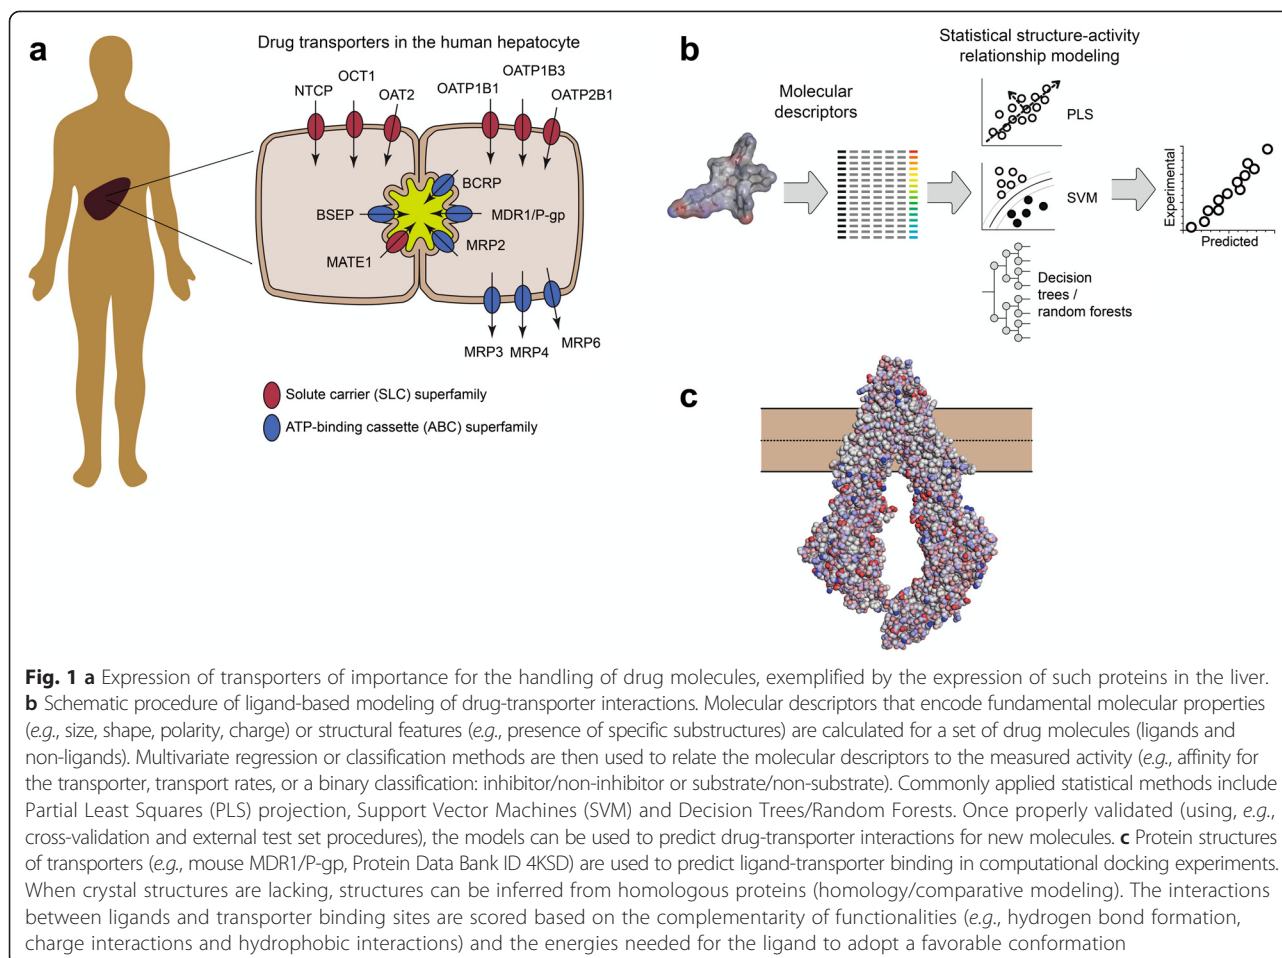 a
Drug transporters in the human hepatocyte
NTCP
OCT1
OAT2
OATP1B1
OATP1B3
OATP2B1
BCRP
BSEP
MDR1/P-gp
MRP2
MATE1
MRP3
MRP4
MRP6
Solute carrier (SLC) superfamily
ATP-binding cassette (ABC) superfamily
b
Molecular
descriptors
Statistical structure-activity
relationship modeling
PLS
SVM
Decision
trees /
random forests
Experimental
Predicted
c
Fig. 1 a Expression of transporters of importance for the handling of drug molecules, exemplified by the expression of such proteins in the liver.
b Schematic procedure of ligand-based modeling of drug-transporter interactions. Molecular descriptors that encode fundamental molecular properties
(e.g., size, shape, polarity, charge) or structural features (e.g., presence of specific substructures) are calculated for a set of drug molecules (ligands and
non-ligands). Multivariate regression or classification methods are then used to relate the molecular descriptors to the measured activity (e.g., affinity for
the transporter, transport rates, or a binary classification: inhibitor/non-inhibitor or substrate/non-substrate). Commonly applied statistical methods include
Partial Least Squares (PLS) projection, Support Vector Machines (SVM) and Decision Trees/Random Forests. Once properly validated (using, e.g.,
cross-validation and external test set procedures), the models can be used to predict drug-transporter interactions for new molecules. c Protein structures
of transporters (e.g., mouse MDR1/P-gp, Protein Data Bank ID 4KSD) are used to predict ligand-transporter binding in computational docking experiments.
When crystal structures are lacking, structures can be inferred from homologous proteins (homology/comparative modeling). The interactions
between ligands and transporter binding sites are scored based on the complementarity of functionalities (e.g., hydrogen bond formation,
charge interactions and hydrophobic interactions) and the energies needed for the ligand to adopt a favorable conformation